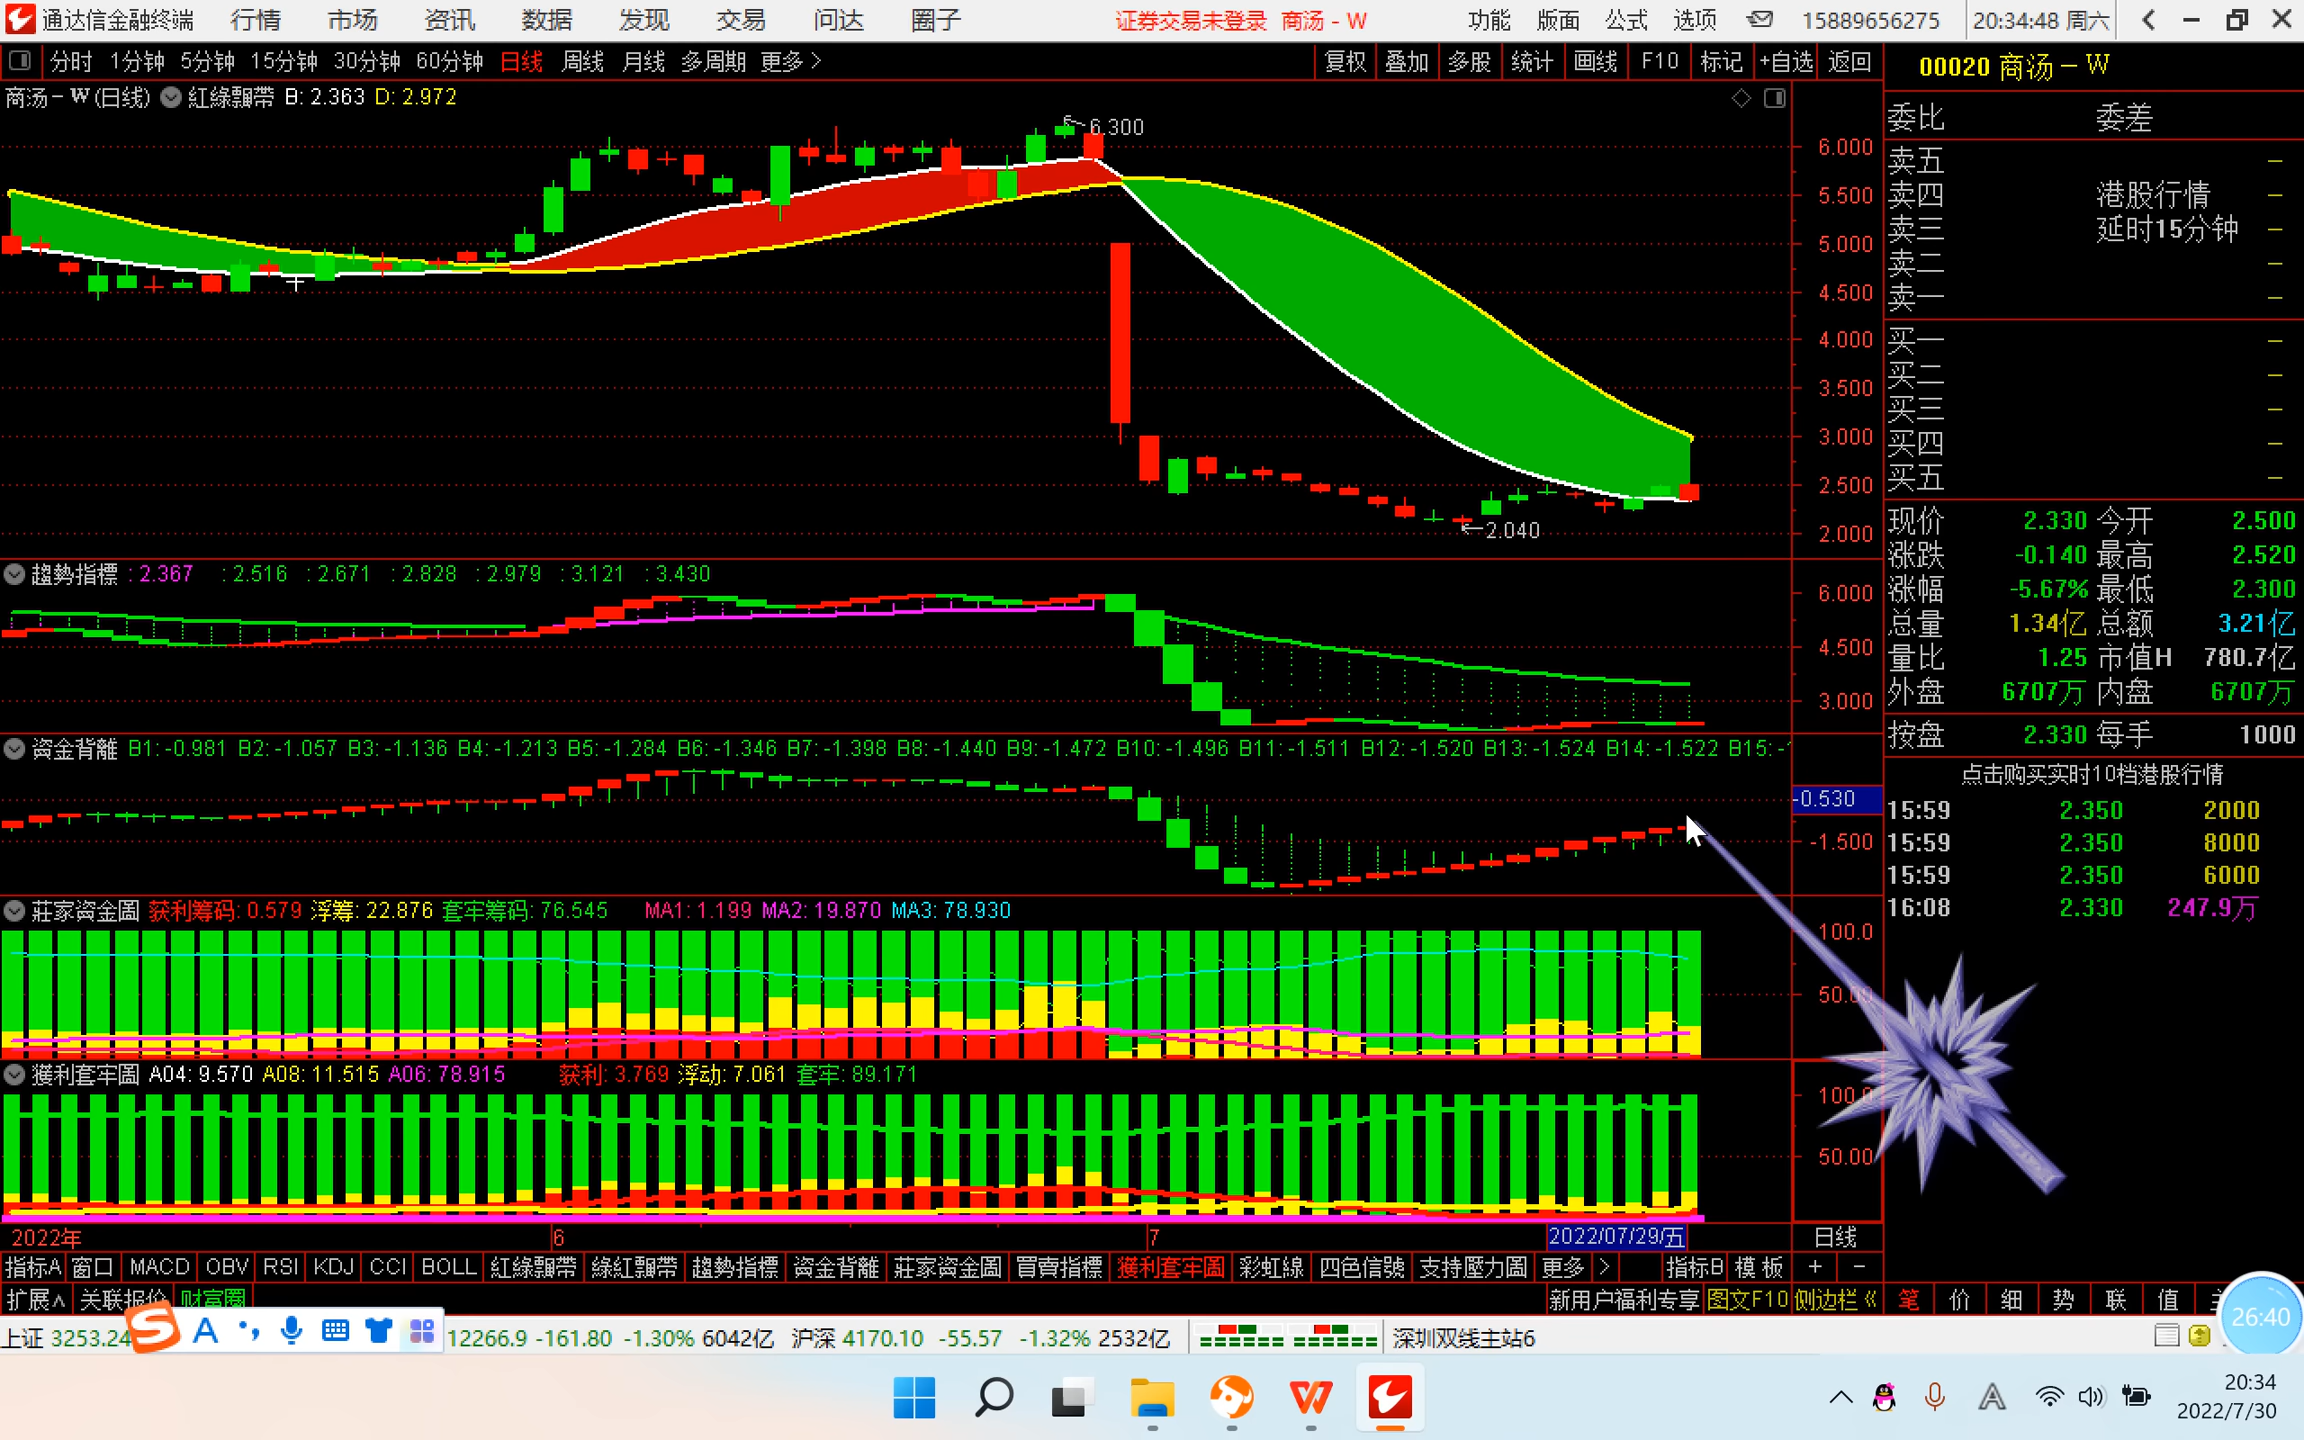 通达信金融终端 行情 市场 资讯 数据 发现 交易 问达 圈子 证券交易未登录 商汤-W 功能 版面 公式 选项 15889656275 20:34:48 周六
分时 1分钟 5分钟 15分钟 30分钟 60分钟 日线 周线 月线 多周期 更多 > 复权 叠加 多股 统计 画线 F10 标记 +自选 返回 00020 商汤-W
商汤-W(日线) 紅綠飄帶 B: 2.363 D: 2.972
6.300
6.000
5.500
5.000
4.500
4.000
3.500
3.000
2.500
2.040
2.000
委比 委差
卖五 —
卖四 港股行情 —
卖三 延时15分钟 —
卖二 —
卖一 —
买一 —
买二 —
买三 —
买四 —
买五 —
现价 2.330 今开 2.500
涨跌 -0.140 最高 2.520
涨幅 -5.67% 最低 2.300
总量 1.34亿 总额 3.21亿
量比 1.25 市值H 780.7亿
外盘 6707万 内盘 6707万
按盘 2.330 每手 1000
点击购买实时10档港股行情
15:59 2.350 2000
15:59 2.350 8000
15:59 2.350 6000
16:08 2.330 247.9万
趨勢指標 : 2.367 : 2.516 : 2.671 : 2.828 : 2.979 : 3.121 : 3.430
6.000
4.500
3.000
资金背離 B1: -0.981 B2: -1.057 B3: -1.136 B4: -1.213 B5: -1.284 B6: -1.346 B7: -1.398 B8: -1.440 B9: -1.472 B10: -1.496 B11: -1.511 B12: -1.520 B13: -1.524 B14: -1.522 B15:
-0.530
-1.500
莊家资金圖 获利筹码: 0.579 浮筹: 22.876 套牢筹码: 76.545 MA1: 1.199 MA2: 19.870 MA3: 78.930
100.0
50.00
獲利套牢圖 A04: 9.570 A08: 11.515 A06: 78.915 获利: 3.769 浮动: 7.061 套牢: 89.171
100.0
50.00
2022年 6 7 2022/07/29/五 日线
指标A 窗口 MACD OBV RSI KDJ CCI BOLL 紅綠飄帶 綠紅飄帶 趨勢指標 资金背離 莊家资金圖 買賣指標 獲利套牢圖 彩虹線 四色信號 支持壓力圖 更多 > 指标B 模板 + -
扩展∧ 关联报价 财富圈 新用户福利专享 图文F10 侧边栏《 笔 价 细 势 联 值
26:40
上证 3253.24 12266.9 -161.80 -1.30% 6042亿 沪深 4170.10 -55.57 -1.32% 2532亿 深圳双线主站6
20:34
2022/7/30